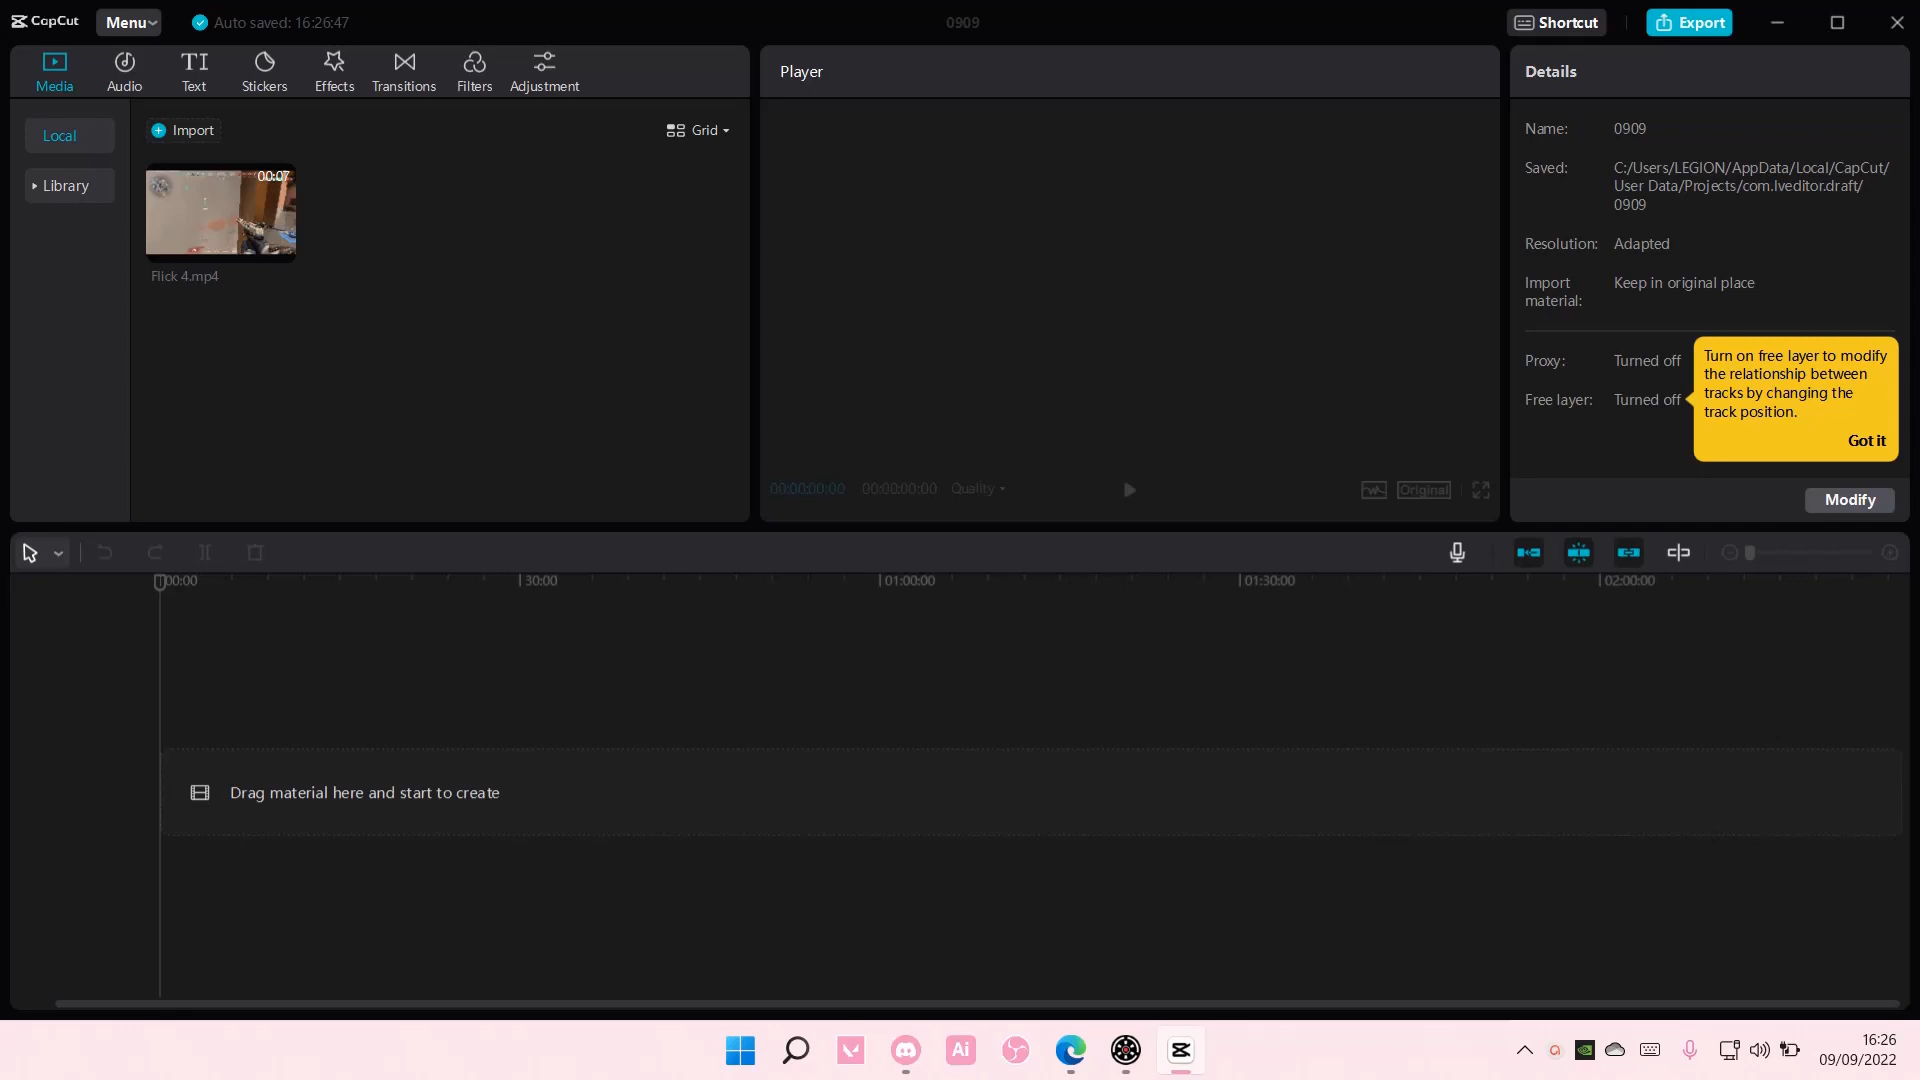 CapCut
Menu
Auto saved: 16:26:47
0909
Shortcut
Export
Media
Audio
TI
Text
Stickers
Effects
Transitions
Filters
Adjustment
Player
Details
Local
Library
Import
Grid
00:07
Flick 4.mp4
Name: 0909
Saved: C:/Users/LEGION/AppData/Local/CapCut/
User Data/Projects/com.lveditor.draft/
0909
Resolution: Adapted
Import Keep in original place
material:
Proxy: Turned off
Free layer: Turned off
Turn on free layer to modify
the relationship between
tracks by changing the
track position.
Got it
Modify
00:00:00:00
00:00:00:00
Quality
Original
00:00
30:00
01:00:00
01:30:00
02:00:00
Drag material here and start to create
Ai
16:26
09/09/2022